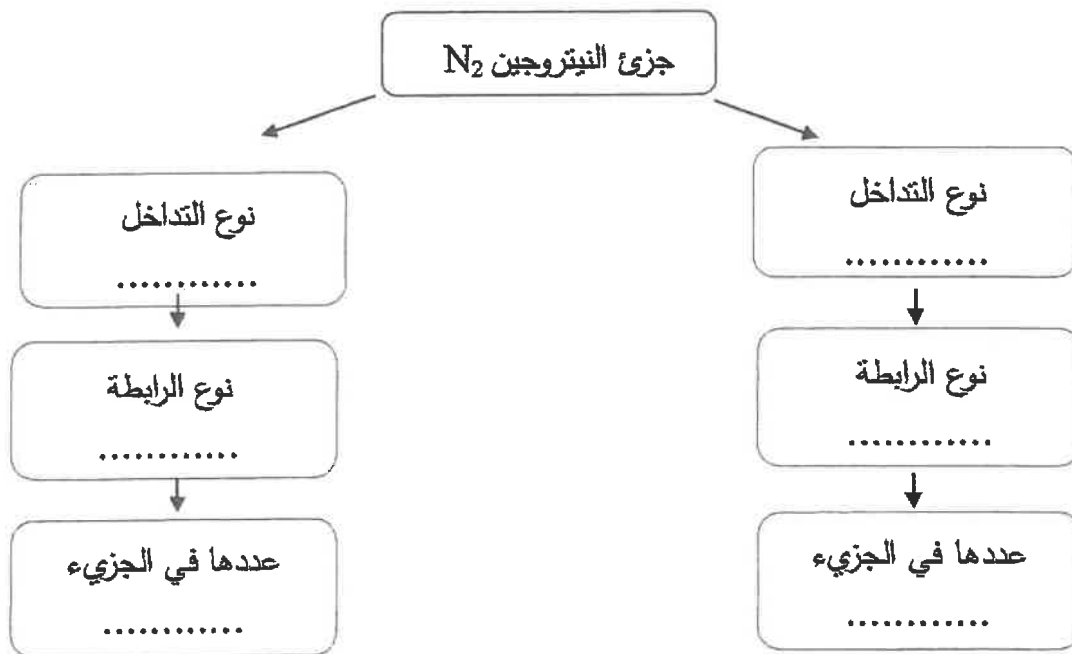 جزئ النيتروجين N₂
نوع التداخل
............
نوع الرابطة
............
عددها في الجزيء
............
نوع التداخل
............
نوع الرابطة
............
عددها في الجزيء
............